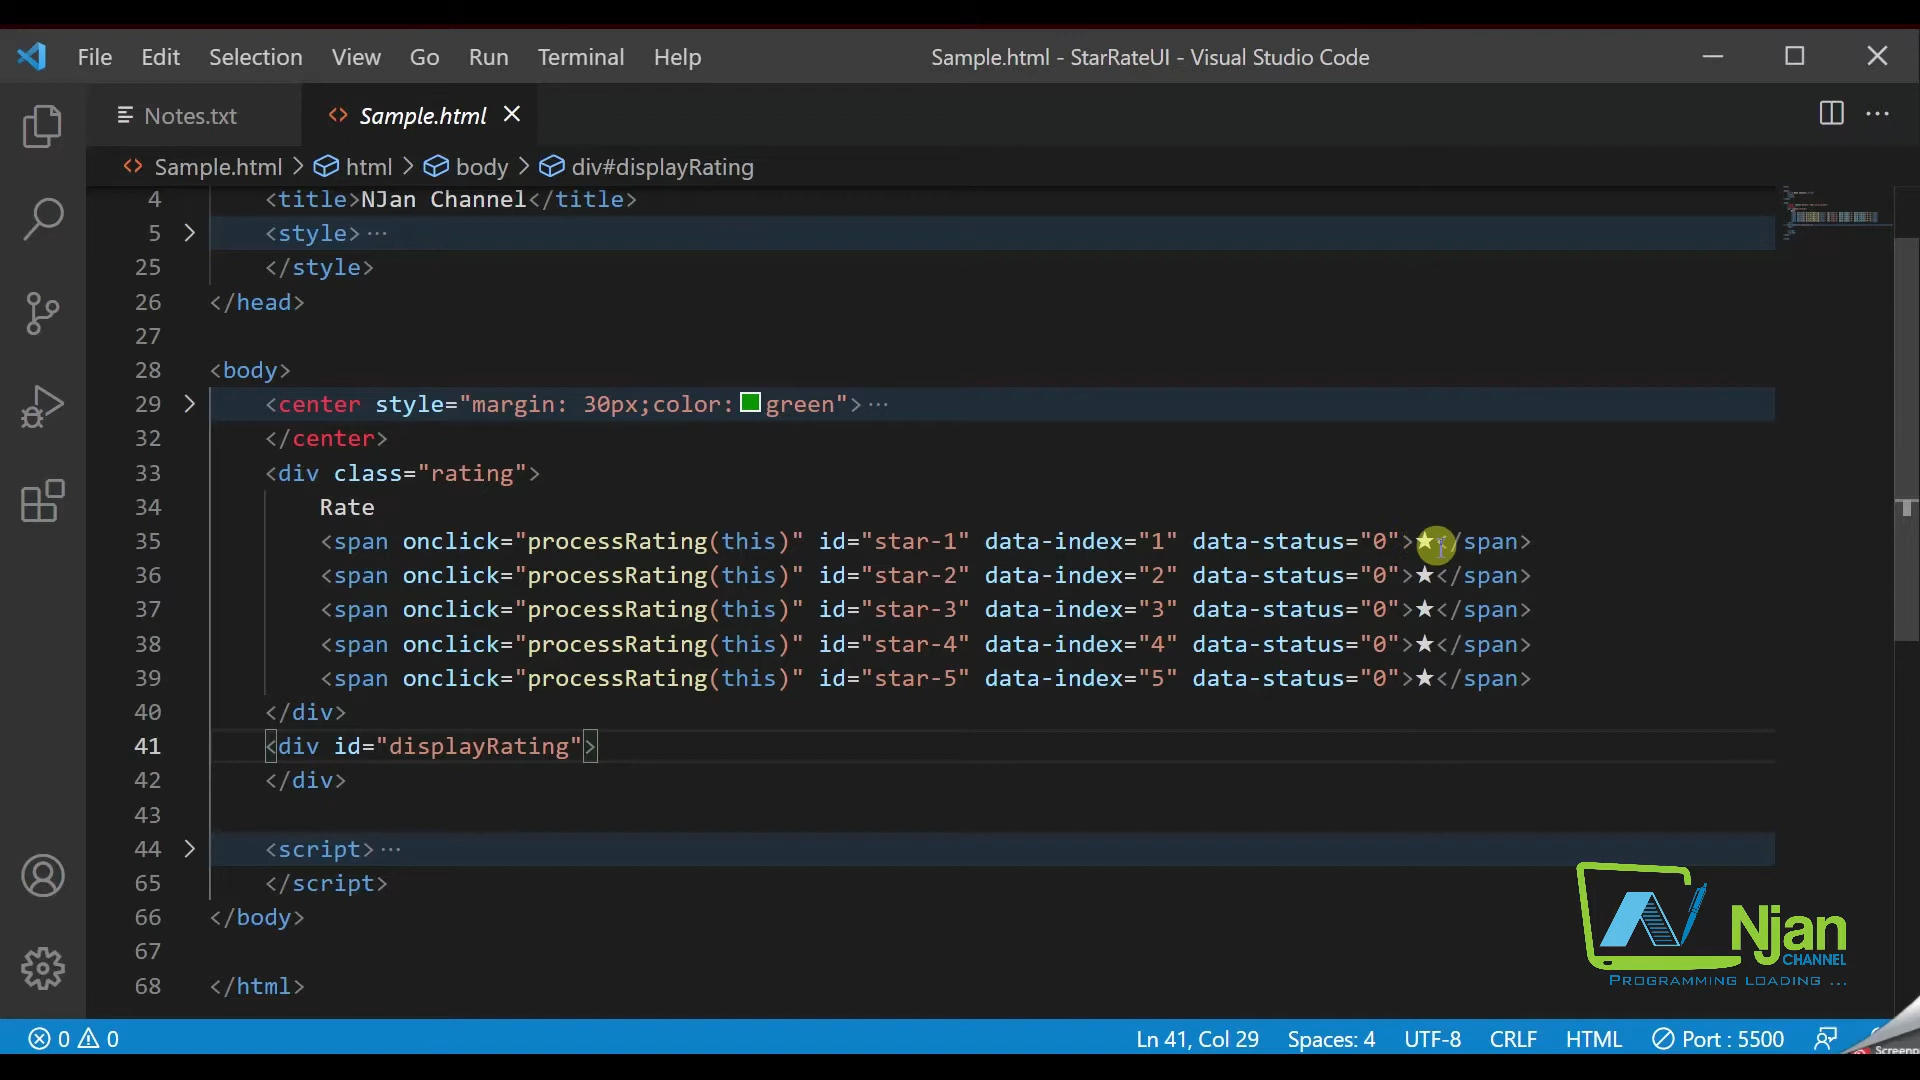 File Edit Selection View Go Run Terminal Help Sample.html - StarRateUI - Visual Studio Code
Notes.txt <> Sample.html
<> Sample.html > html > body > div#displayRating
4 <title>NJan Channel</title>
5 <style>···
25 </style>
26 </head>
27
28 <body>
29 <center style="margin: 30px;color:green">···
32 </center>
33 <div class="rating">
34 Rate
35 <span onclick="processRating(this)" id="star-1" data-index="1" data-status="0">★</span>
36 <span onclick="processRating(this)" id="star-2" data-index="2" data-status="0">★</span>
37 <span onclick="processRating(this)" id="star-3" data-index="3" data-status="0">★</span>
38 <span onclick="processRating(this)" id="star-4" data-index="4" data-status="0">★</span>
39 <span onclick="processRating(this)" id="star-5" data-index="5" data-status="0">★</span>
40 </div>
41 <div id="displayRating">
42 </div>
43
44 <script>···
65 </script>
66 </body>
67
68 </html>
Njan
CHANNEL
PROGRAMMING LOADING ...
0 0 Ln 41, Col 29 Spaces: 4 UTF-8 CRLF HTML Port : 5500